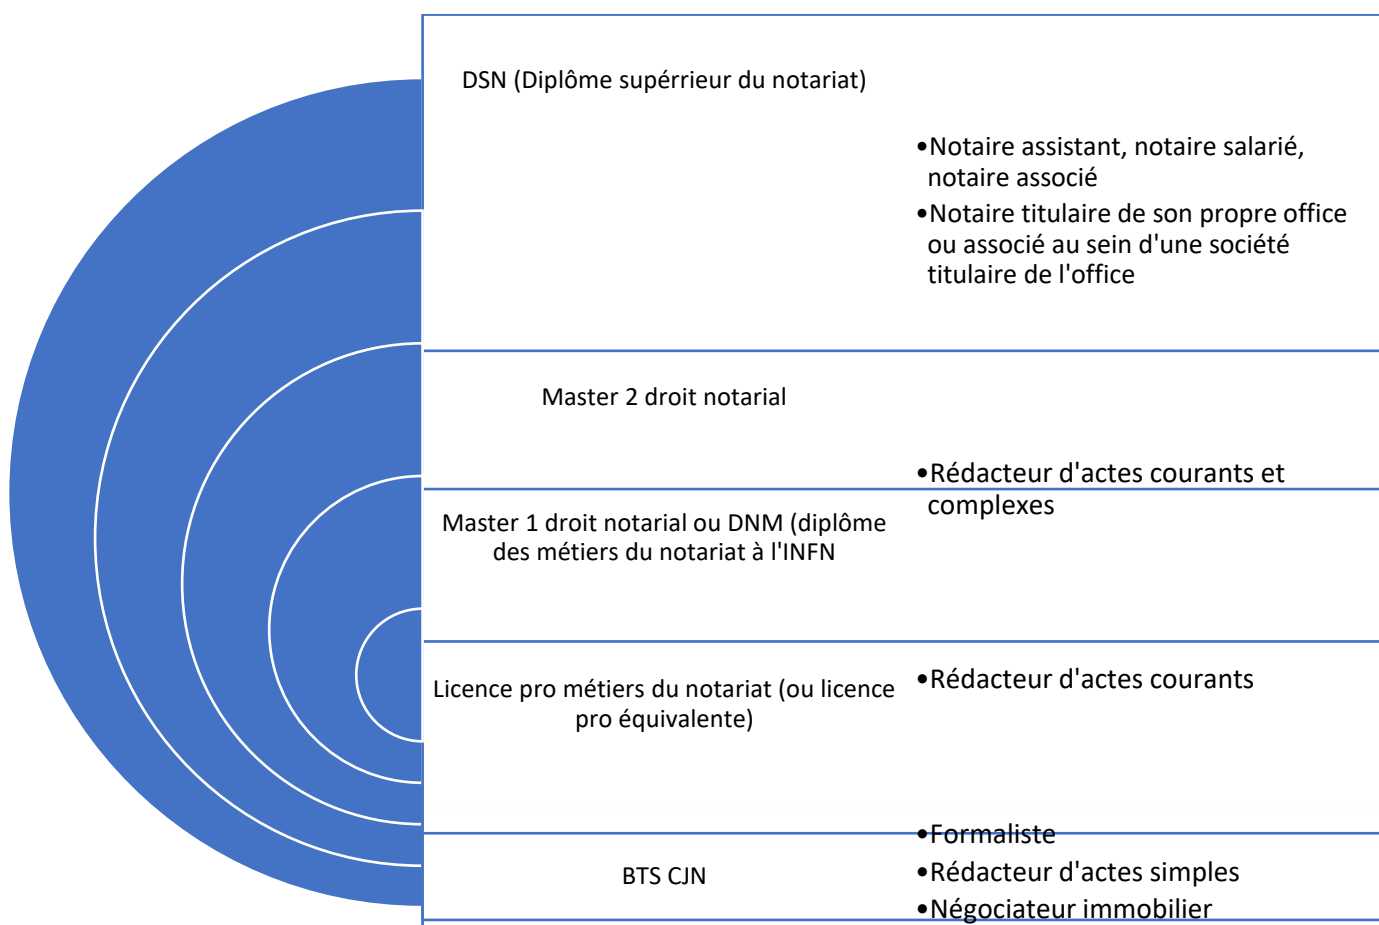 DSN (Diplôme supérrieur du notariat)
•Notaire assistant, notaire salarié,
notaire associé
•Notaire titulaire de son propre office
ou associé au sein d'une société
titulaire de l'office
Master 2 droit notarial
•Rédacteur d'actes courants et
complexes
Master 1 droit notarial ou DNM (diplôme
des métiers du notariat à l'INFN
Licence pro métiers du notariat (ou licence
pro équivalente)
•Rédacteur d'actes courants
BTS CJN
•Formaliste
•Rédacteur d'actes simples
•Négociateur immobilier